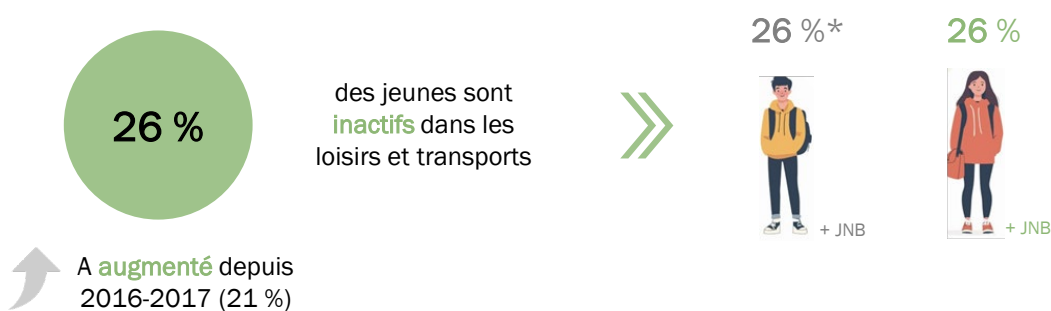 26 %
des jeunes sont
inactifs dans les
loisirs et transports
A augmenté depuis
2016-2017 (21 %)
26 %*
+ JNB
26 %
+ JNB